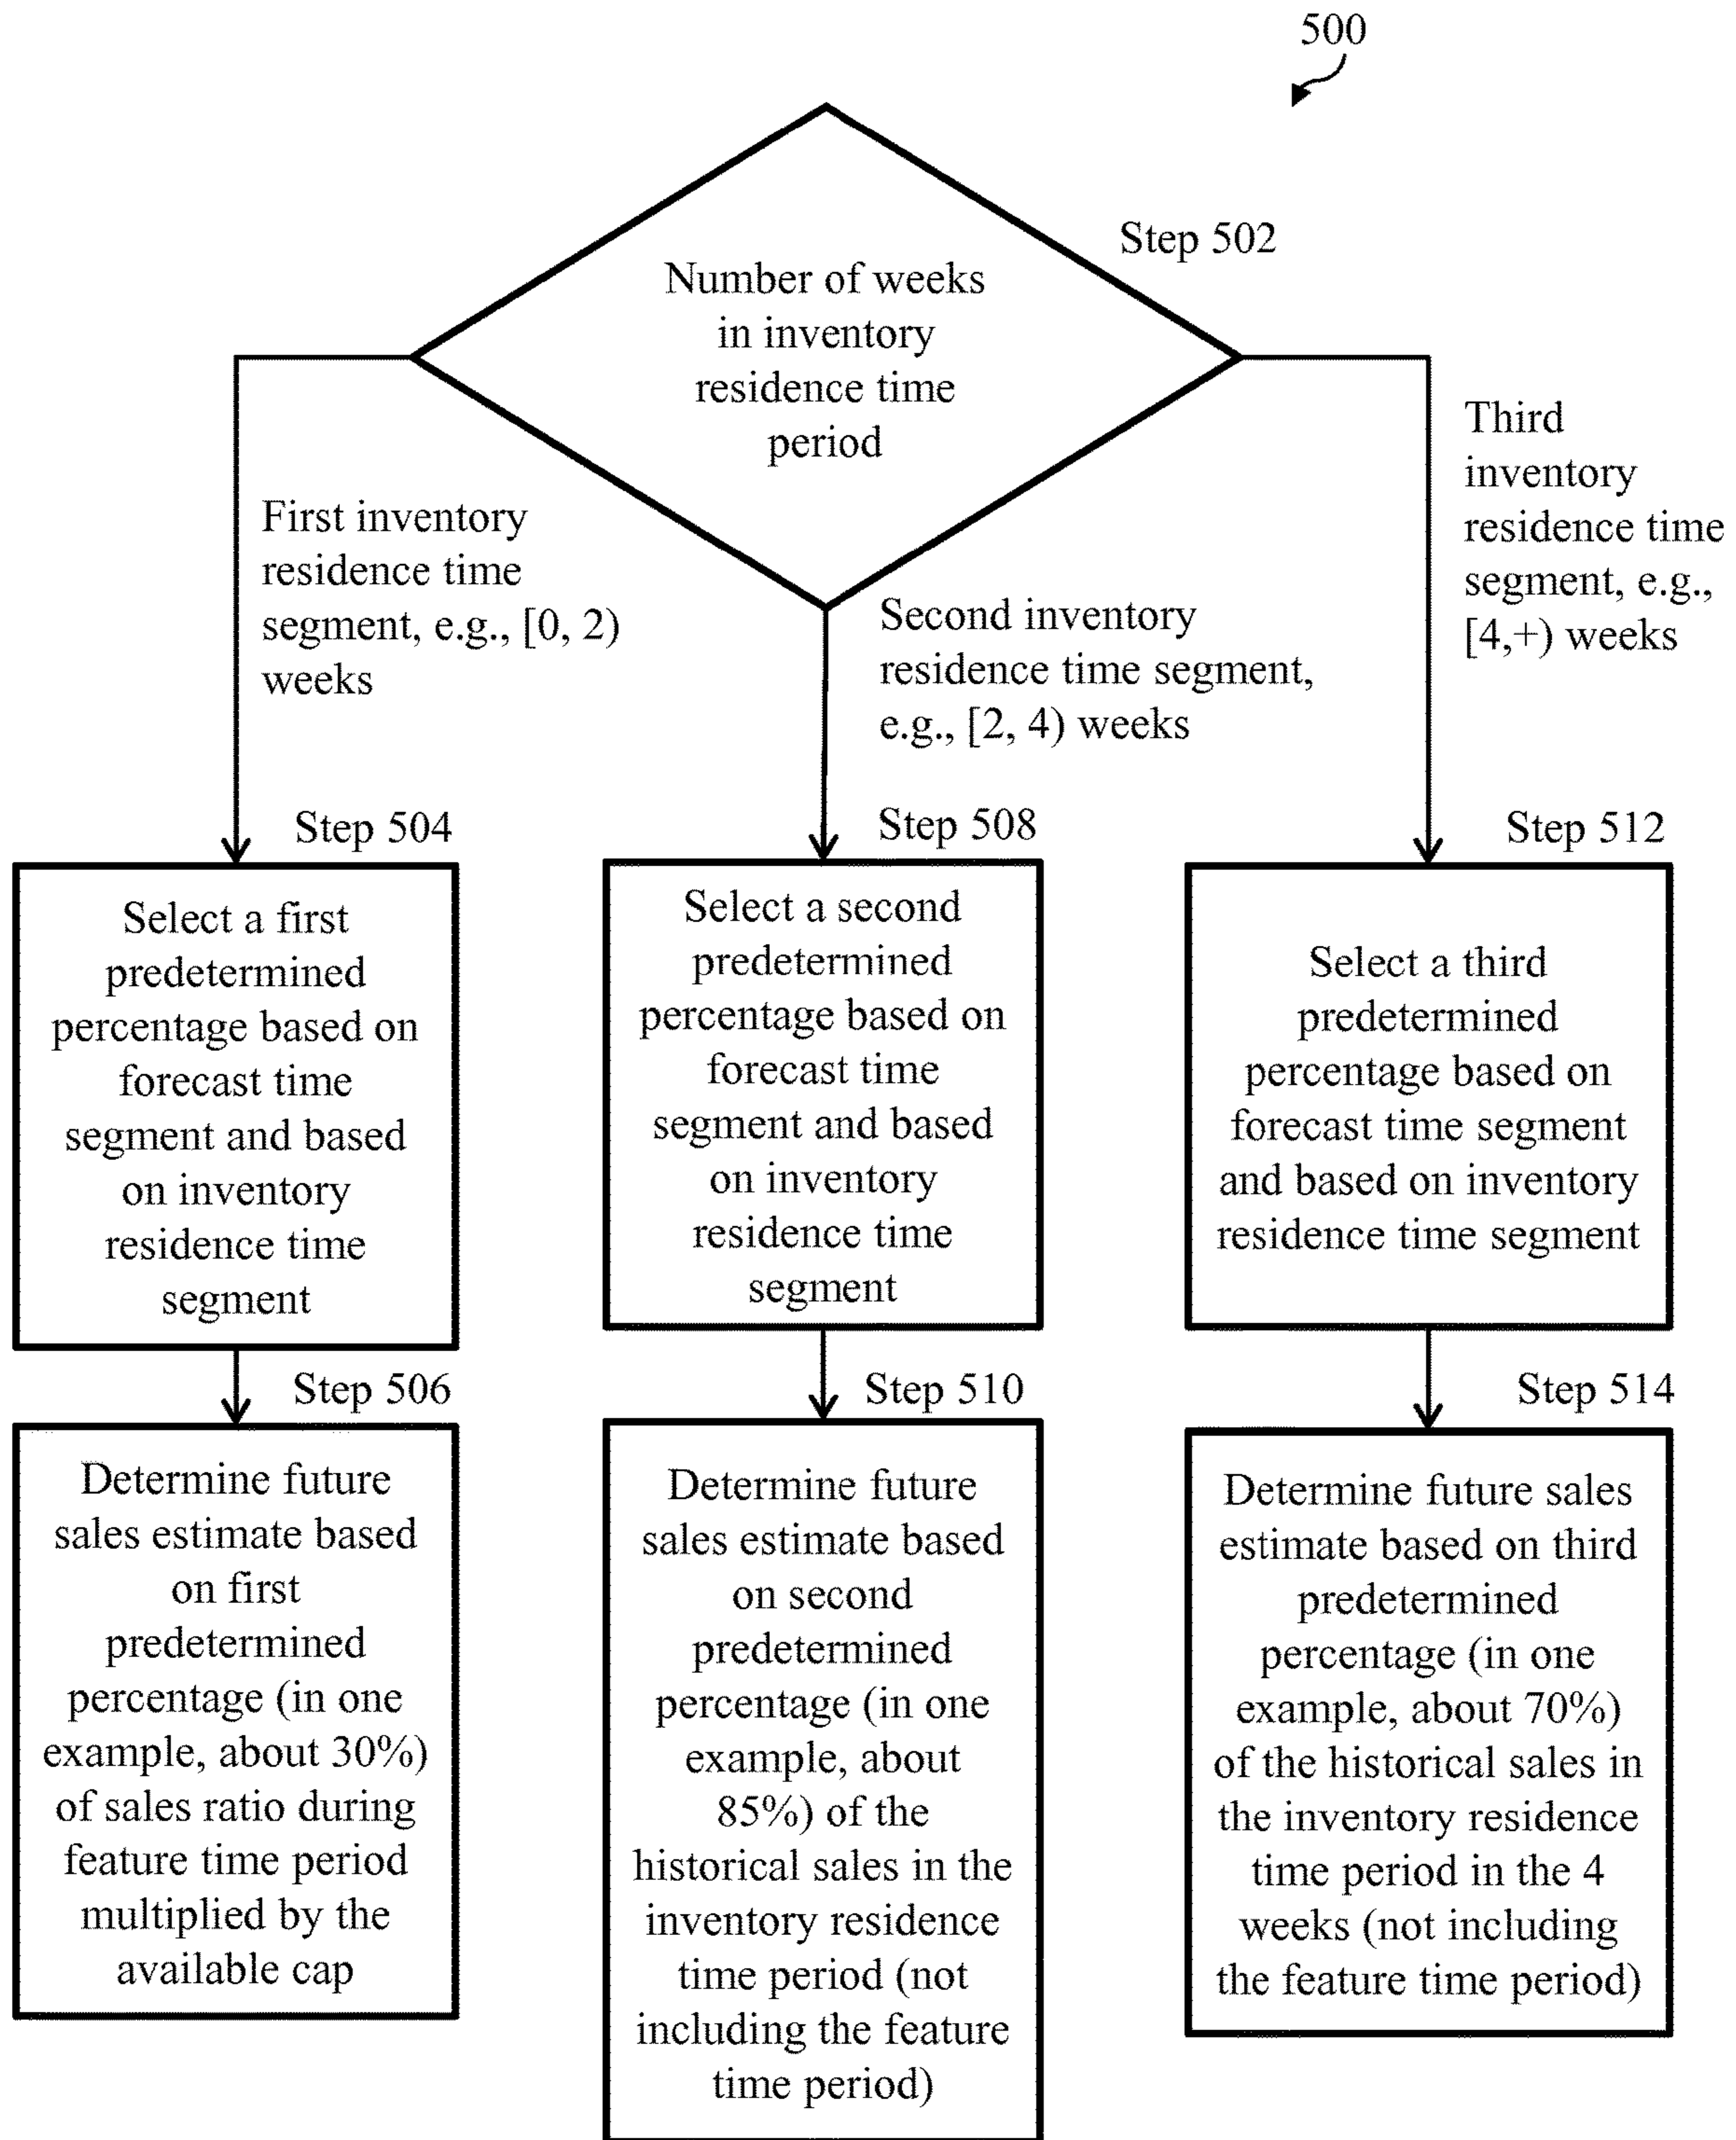 500
Step 502
Number of weeks
in inventory
residence time
period
First inventory
residence time
segment, e.g., [0, 2)
weeks
Second inventory
residence time segment,
e.g., [2, 4) weeks
Third
inventory
residence time
segment, e.g.,
[4,+) weeks
Step 504
Select a first
predetermined
percentage based on
forecast time
segment and based
on inventory
residence time
segment
Step 506
Determine future
sales estimate based
on first
predetermined
percentage (in one
example, about 30%)
of sales ratio during
feature time period
multiplied by the
available cap
Step 508
Select a second
predetermined
percentage based on
forecast time
segment and based
on inventory
residence time
segment
Step 510
Determine future
sales estimate based
on second
predetermined
percentage (in one
example, about
85%) of the
historical sales in the
inventory residence
time period (not
including the feature
time period)
Step 512
Select a third
predetermined
percentage based on
forecast time segment
and based on inventory
residence time segment
Step 514
Determine future sales
estimate based on third
predetermined
percentage (in one
example, about 70%)
of the historical sales in
the inventory residence
time period in the 4
weeks (not including
the feature time period)